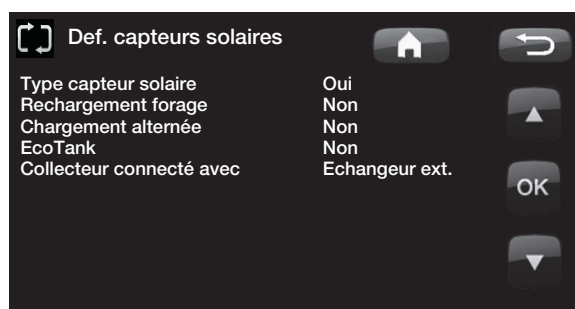 Def. capteurs solaires
Type capteur solaire Oui
Rechargement forage Non
Chargement alternée Non
EcoTank Non
Collecteur connecté avec Echangeur ext.
OK